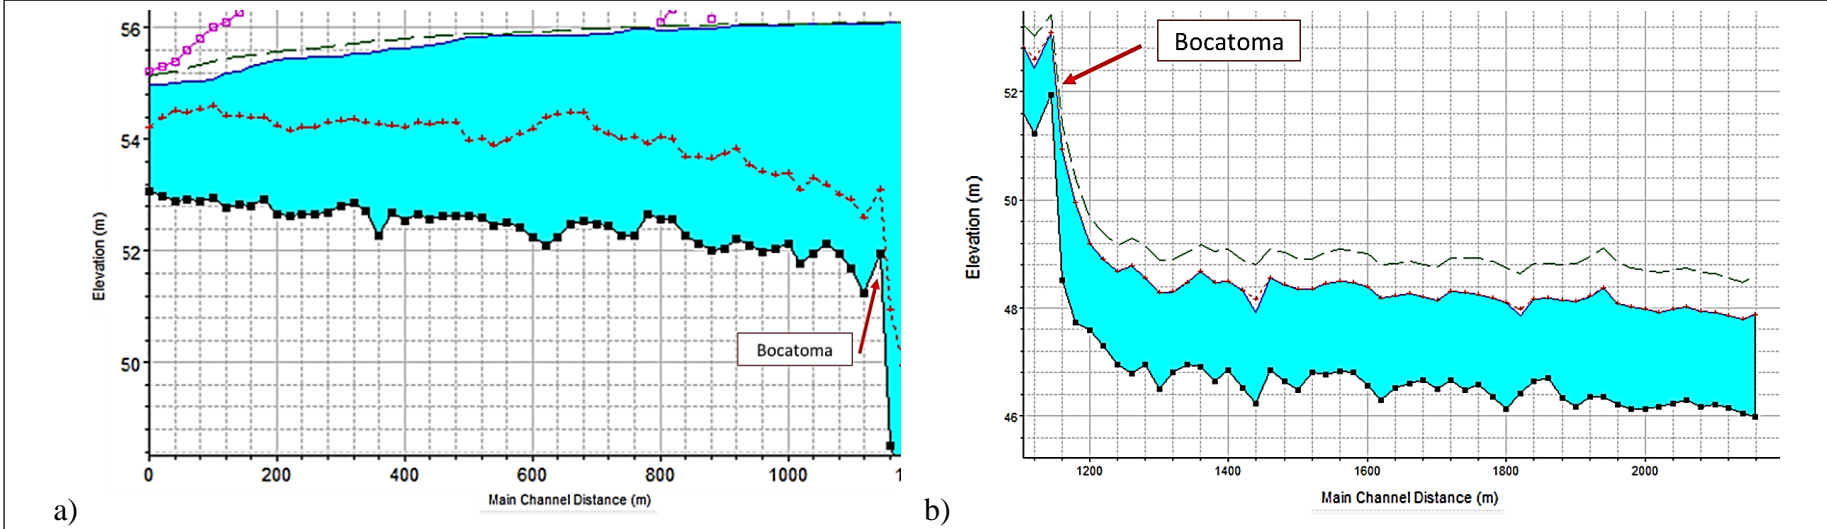 56
54
52
50
Elevation (m)
0 200 400 600 800 1000 1
Main Channel Distance (m)
Bocatoma
a)
Bocatoma
52
50
48
46
Elevation (m)
1200 1400 1600 1800 2000
Main Channel Distance (m)
b)